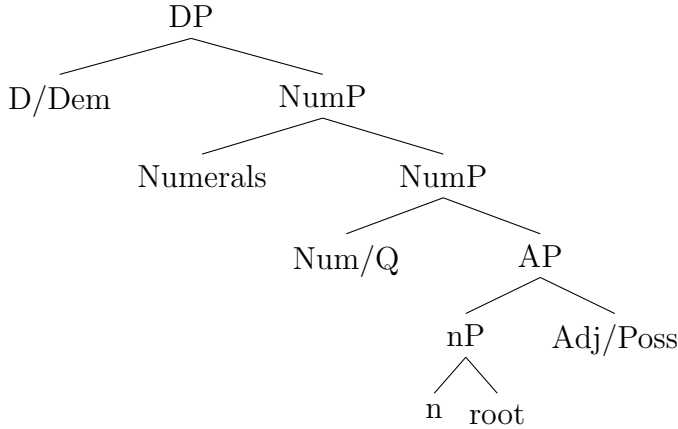 DP
D/Dem NumP
Numerals NumP
Num/Q AP
nP Adj/Poss
n root